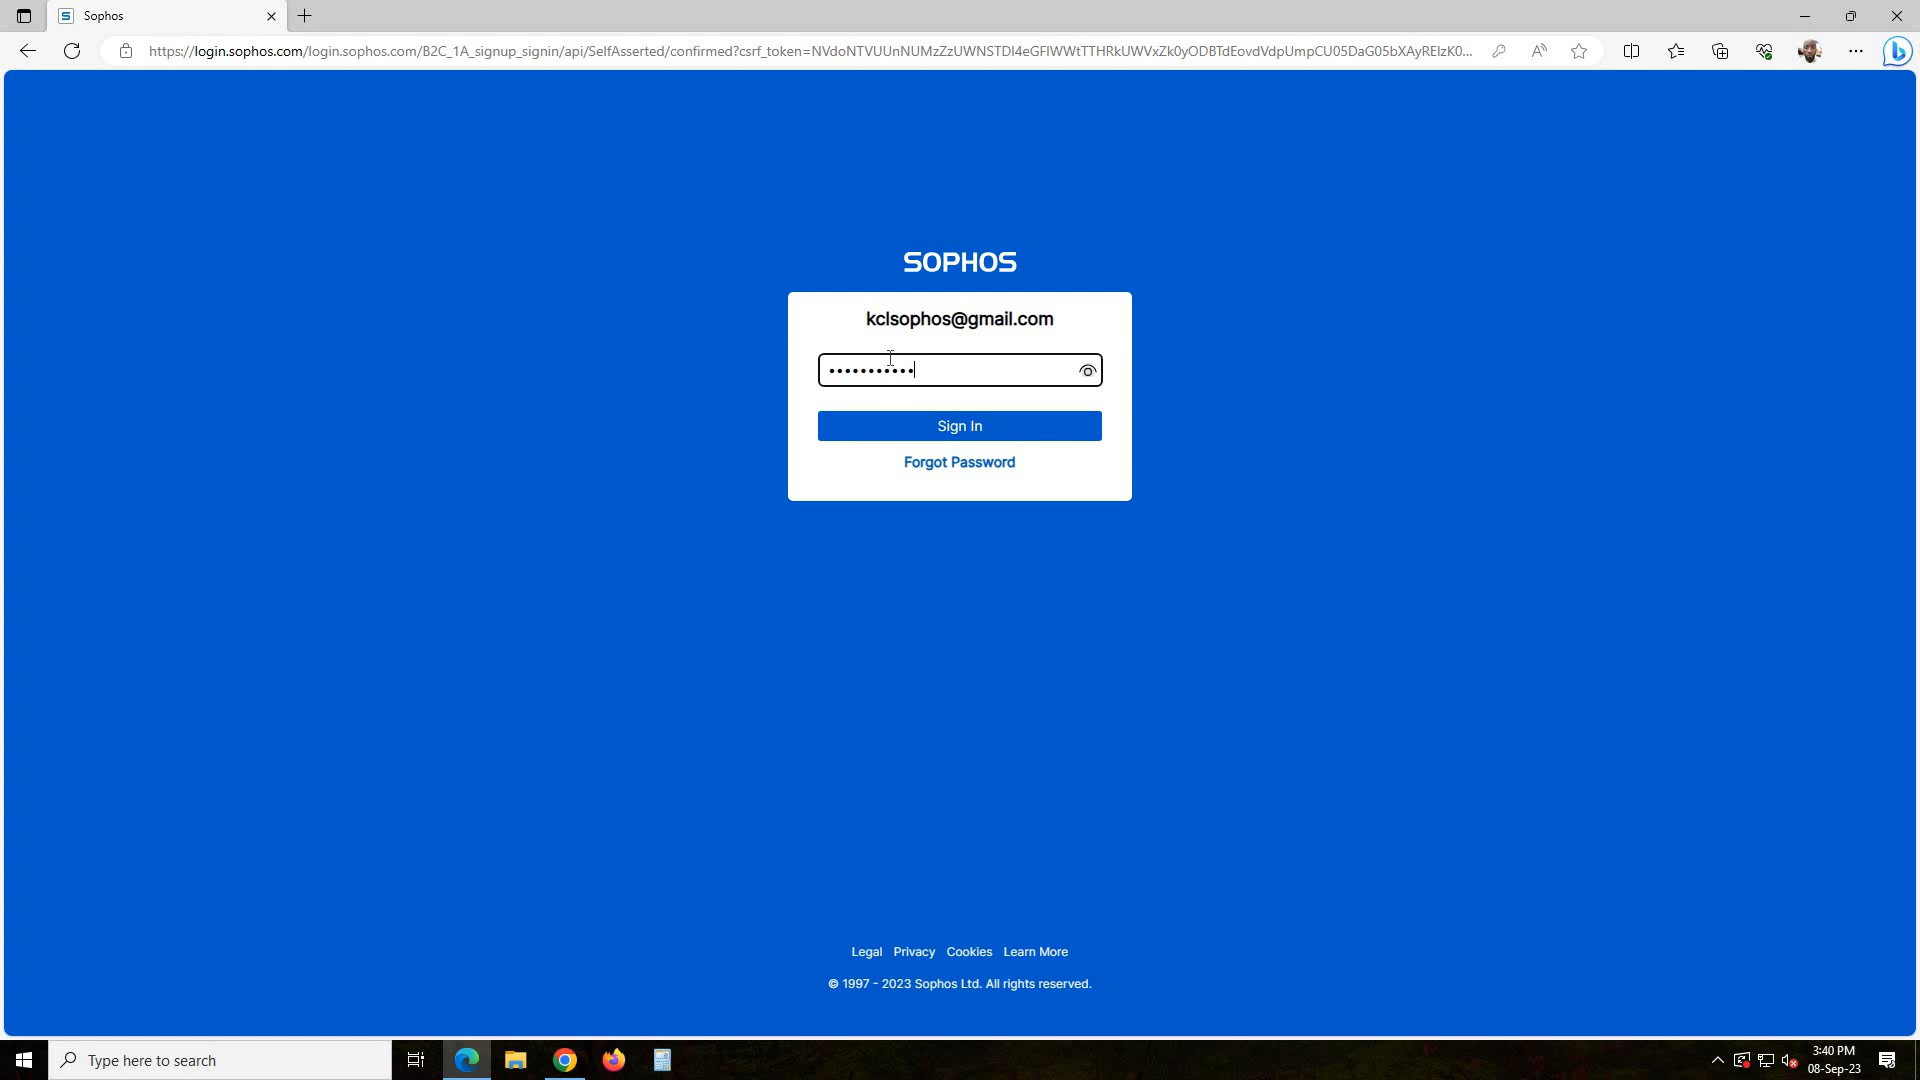 Sophos
https://login.sophos.com/login.sophos.com/B2C_1A_signup_signin/api/SelfAsserted/confirmed?csrf_token=NVdoNTVUUnNUMzZzUWNSTDI4eGFIWWtTTHRkUWVxZk0yODBTdEovdVdpUmpCU05DaG05bXAyRElzK0...
SOPHOS
kclsophos@gmail.com
Sign In
Forgot Password
Legal Privacy Cookies Learn More
© 1997 - 2023 Sophos Ltd. All rights reserved.
Type here to search
3:40 PM
08-Sep-23